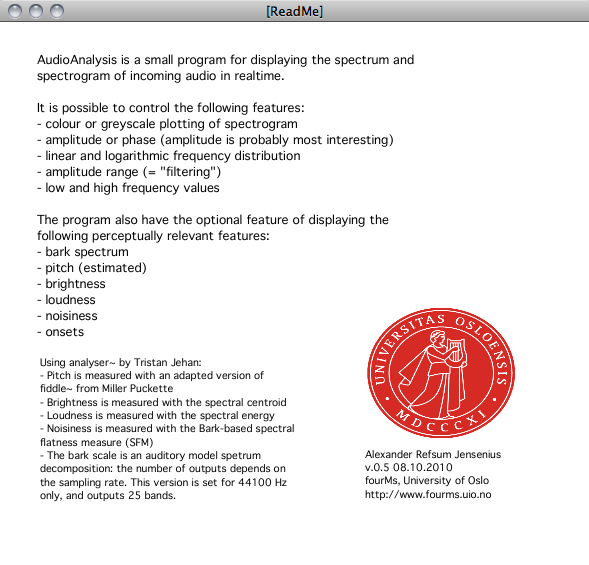 [ReadMe]
AudioAnalysis is a small program for displaying the spectrum and
spectrogram of incoming audio in realtime.
It is possible to control the following features:
- colour or greyscale plotting of spectrogram
- amplitude or phase (amplitude is probably most interesting)
- linear and logarithmic frequency distribution
- amplitude range (= "filtering")
- low and high frequency values
The program also have the optional feature of displaying the
following perceptually relevant features:
- bark spectrum
- pitch (estimated)
- brightness
- loudness
- noisiness
- onsets
Using analyser~ by Tristan Jehan:
- Pitch is measured with an adapted version of
fiddle~ from Miller Puckette
- Brightness is measured with the spectral centroid
- Loudness is measured with the spectral energy
- Noisiness is measured with the Bark-based spectral
flatness measure (SFM)
- The bark scale is an auditory model spetrum
decomposition: the number of outputs depends on
the sampling rate. This version is set for 44100 Hz
only, and outputs 25 bands.
UNIVERSITAS OSLOENSIS
MDCCCXI
Alexander Refsum Jensenius
v.0.5 08.10.2010
fourMs, University of Oslo
http://www.fourms.uio.no